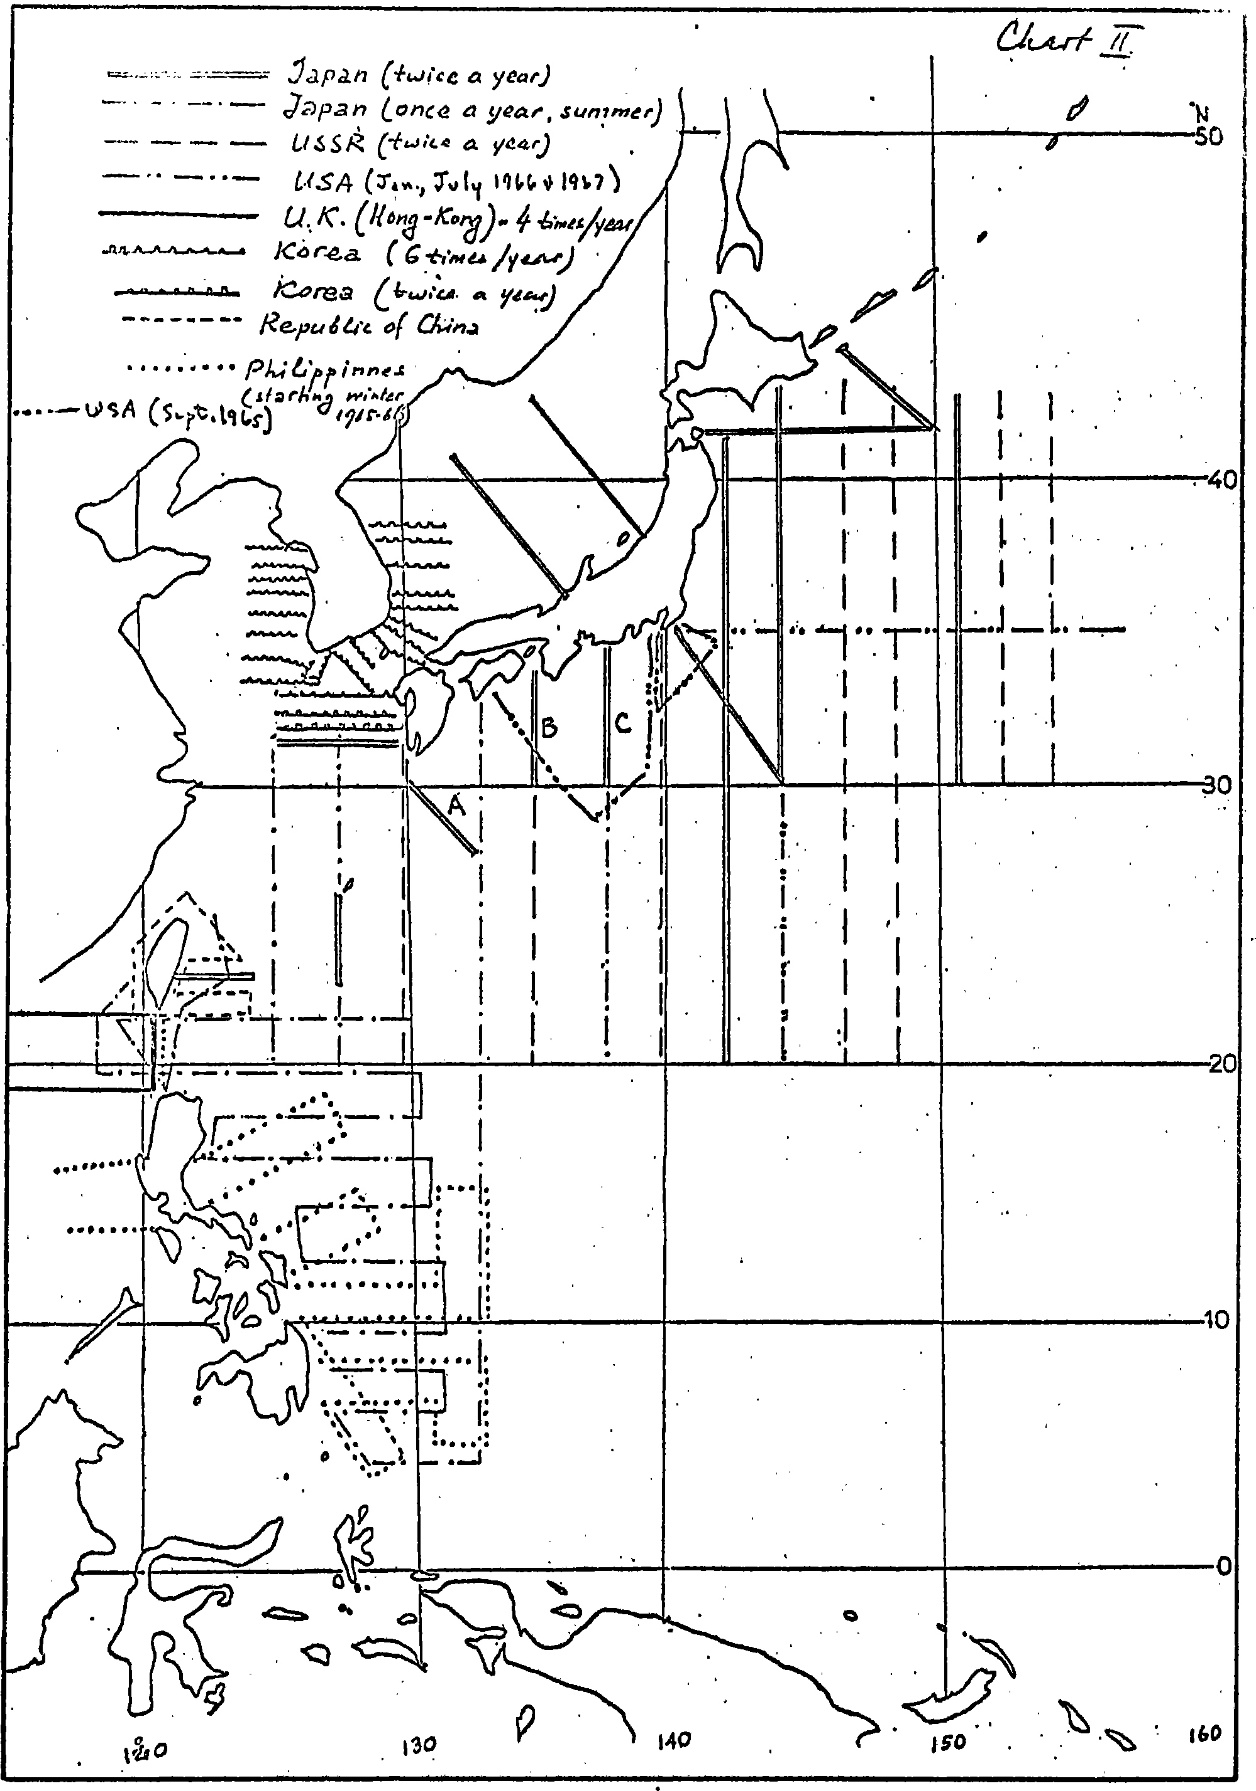 Chart II
Japan (twice a year)
Japan (once a year, summer)
USSR (twice a year)
USA (Jan., July 1966 & 1967)
U.K. (Hong-Kong) - 4 times/year
Korea (6 times/year)
Korea (twice a year)
Republic of China
Philippinnes
(starting winter
1965-6
USA (Sept. 1965)
N
50
40
B
C
30
A
20
10
0
120
130
140
150
160